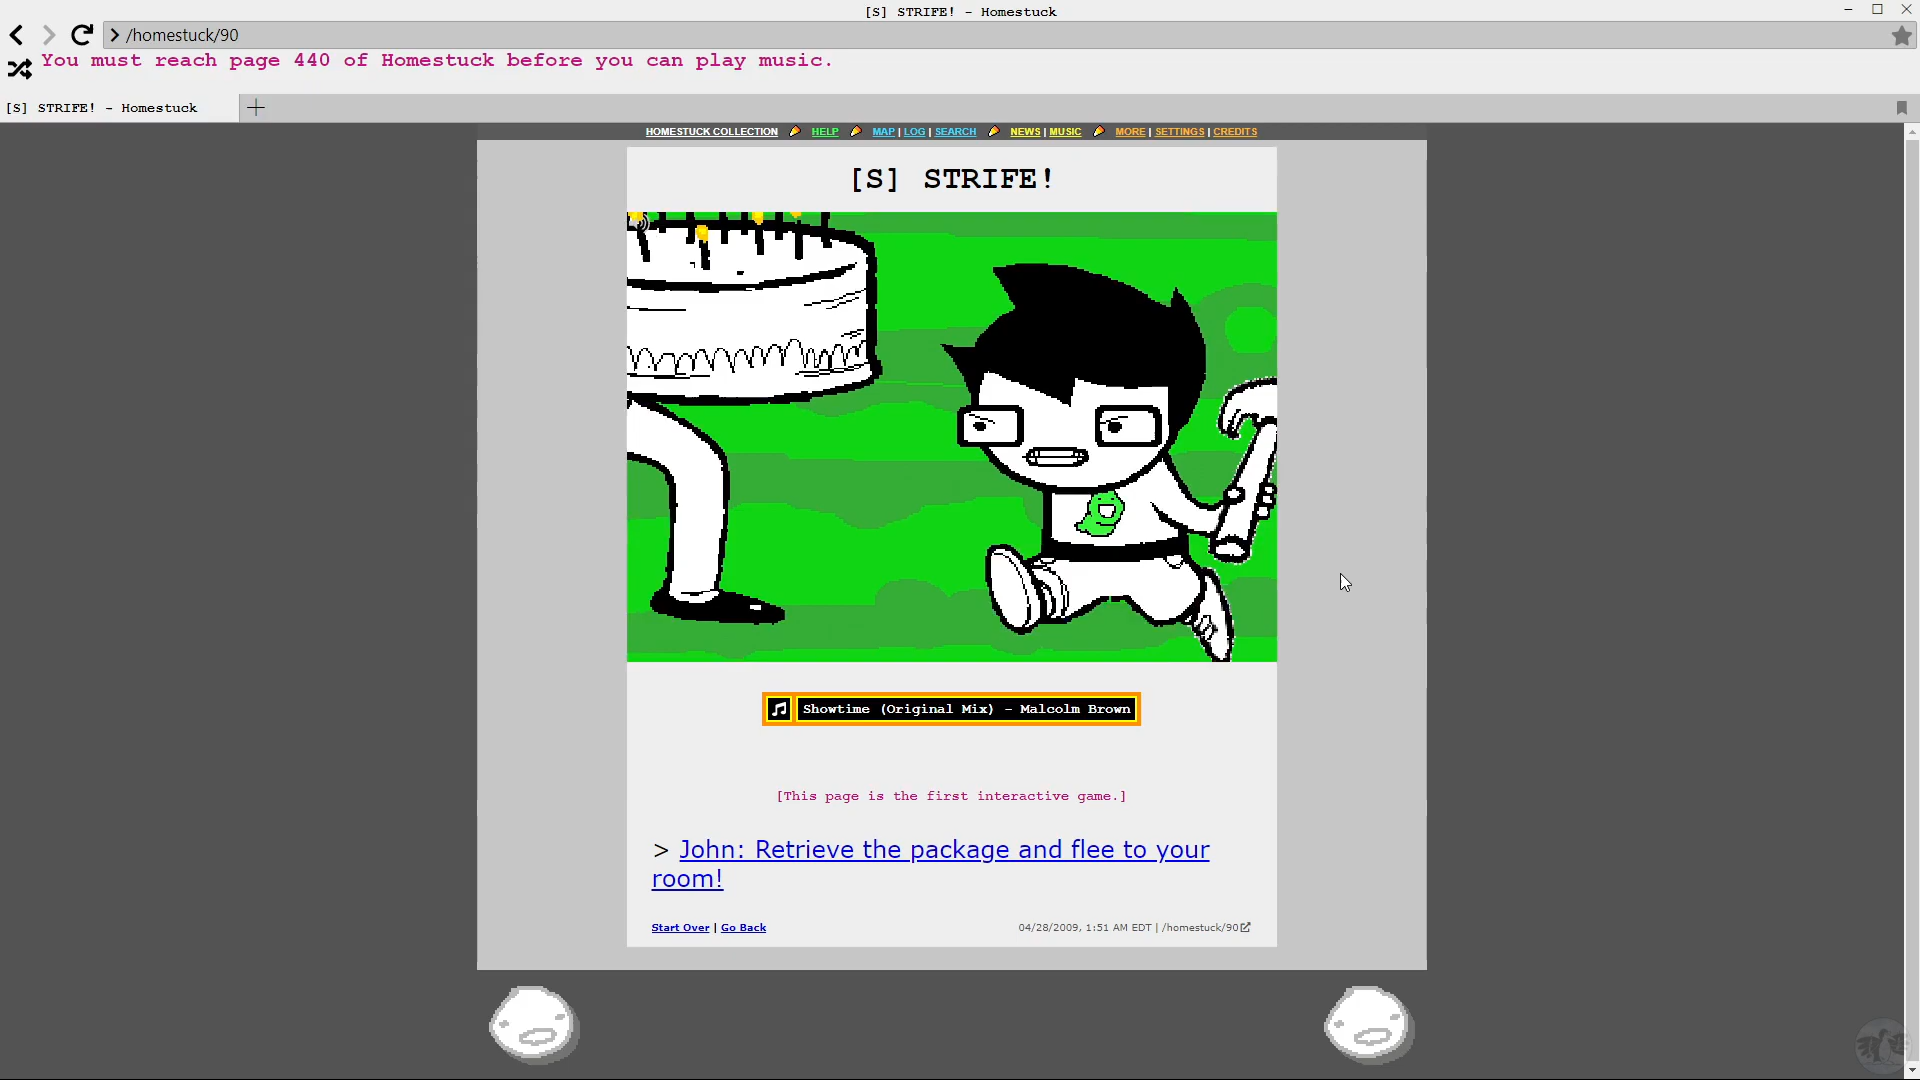 [S] STRIFE! - Homestuck
/homestuck/90
You must reach page 440 of Homestuck before you can play music.
[S] STRIFE! - Homestuck
HOMESTUCK COLLECTION HELP MAP | LOG | SEARCH NEWS | MUSIC MORE | SETTINGS | CREDITS
[S] STRIFE!
Showtime (Original Mix) - Malcolm Brown
[This page is the first interactive game.]
> John: Retrieve the package and flee to your
room!
Start Over | Go Back
04/28/2009, 1:51 AM EDT | /homestuck/90